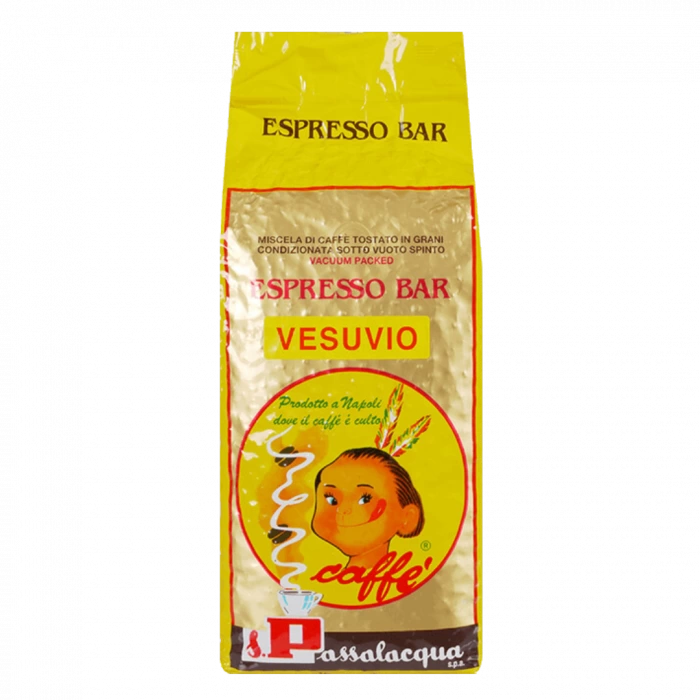 ESPRESSO BAR
MISCELA DI CAFFÈ TOSTATO IN GRANI
CONDIZIONATA SOTTO VUOTO SPINTO
VACUUM PACKED
ESPRESSO BAR
VESUVIO
Prodotto a Napoli
dove il caffè è culto
®
caffè
S. Passalacqua
s.p.a.